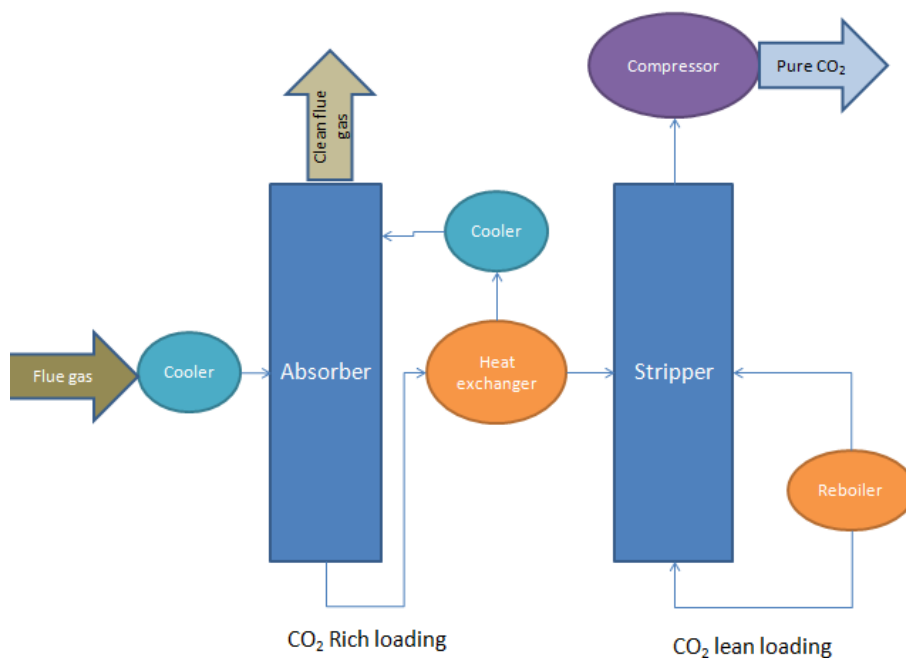 Compressor
Pure CO₂
Clean flue
gas
Cooler
Flue gas
Cooler
Absorber
Heat
exchanger
Stripper
Reboiler
CO₂ Rich loading
CO₂ lean loading